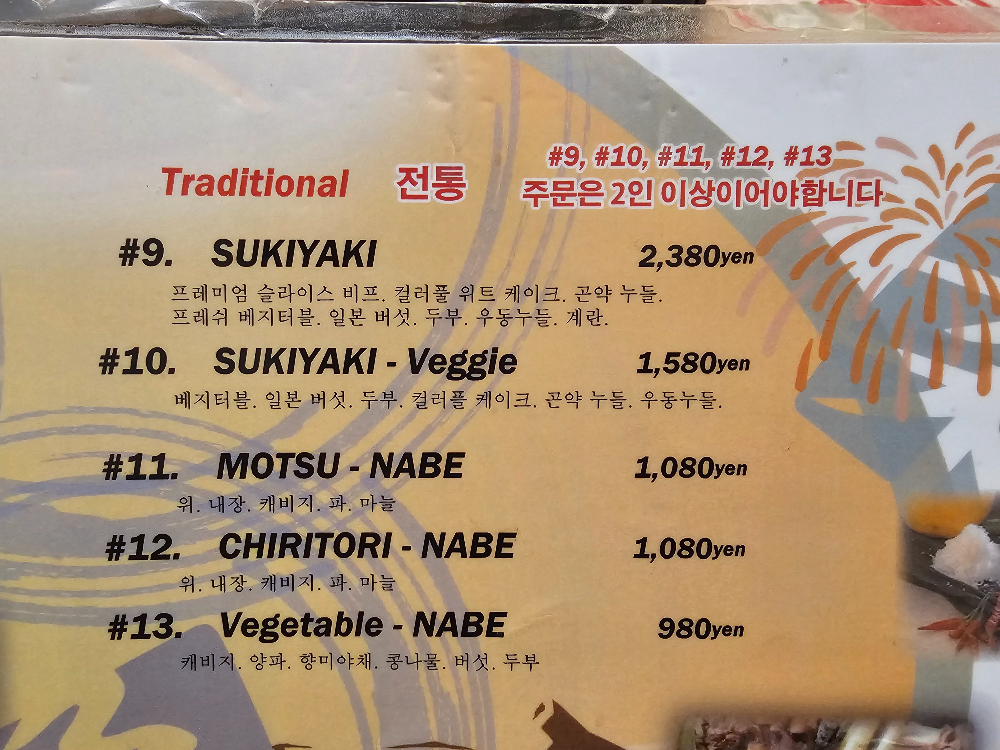 #9, #10, #11, #12, #13
Traditional 전통 주문은 2인 이상이어야합니다
#9. SUKIYAKI 2,380yen
프레미엄 슬라이스 비프. 컬러풀 위트 케이크. 곤약 누들.
프레쉬 베지터블. 일본 버섯. 두부. 우동누들. 계란.
#10. SUKIYAKI - Veggie 1,580yen
베지터블. 일본 버섯. 두부. 컬러플 케이크. 곤약 누들. 우동누들.
#11. MOTSU - NABE 1,080yen
위. 내장. 캐비지. 파. 마늘
#12. CHIRITORI - NABE 1,080yen
위. 내장. 캐비지. 파. 마늘
#13. Vegetable - NABE 980yen
캐비지. 양파. 향미야채. 콩나물. 버섯. 두부